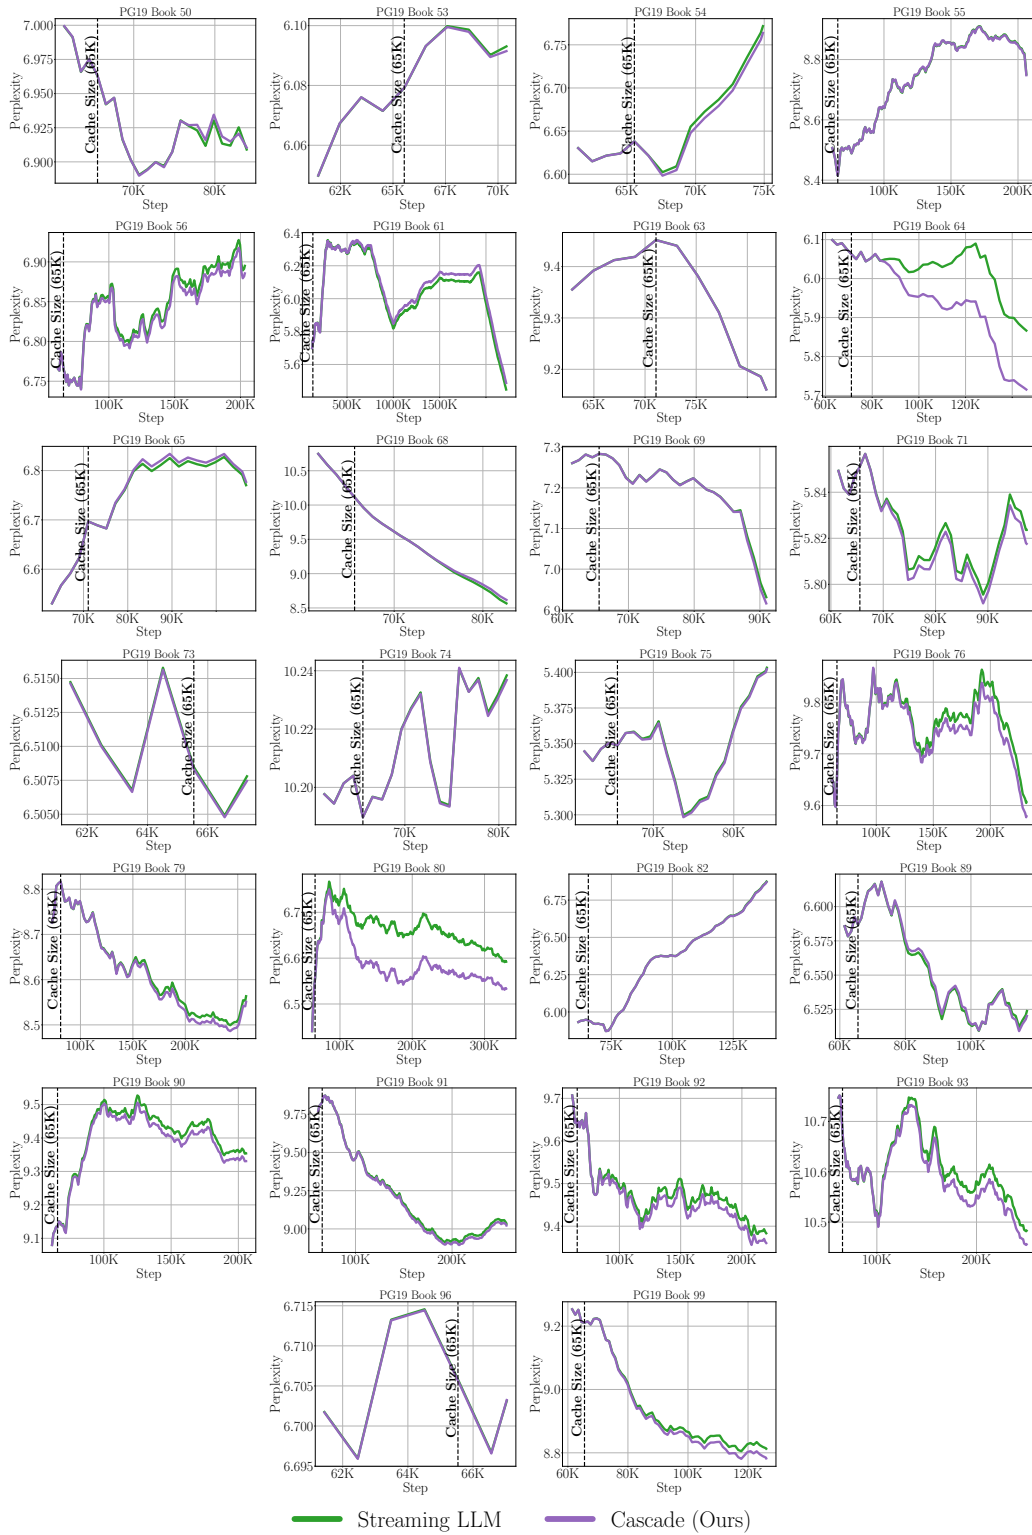 PG19 Book 50
7.000
6.975
6.950
6.925
6.900
Perplexity
Cache Size (65K)
70K 80K
Step
PG19 Book 53
6.10
6.08
6.06
Perplexity
Cache Size (65K)
62K 65K 67K 70K
Step
PG19 Book 54
6.75
6.70
6.65
6.60
Perplexity
Cache Size (65K)
65K 70K 75K
Step
PG19 Book 55
8.8
8.6
8.4
Perplexity
Cache Size (65K)
100K 150K 200K
Step
PG19 Book 56
6.90
6.85
6.80
6.75
Perplexity
Cache Size (65K)
100K 150K 200K
Step
PG19 Book 61
6.4
6.2
6.0
5.8
5.6
Perplexity
Cache Size (65K)
500K 1000K 1500K
Step
PG19 Book 63
9.4
9.3
9.2
Perplexity
Cache Size (65K)
65K 70K 75K
Step
PG19 Book 64
6.1
6.0
5.9
5.8
5.7
Perplexity
Cache Size (65K)
60K 80K 100K 120K
Step
PG19 Book 65
6.8
6.7
6.6
Perplexity
Cache Size (65K)
70K 80K 90K
Step
PG19 Book 68
10.5
10.0
9.5
9.0
8.5
Perplexity
Cache Size (65K)
70K 80K
Step
PG19 Book 69
7.3
7.2
7.1
7.0
6.9
Perplexity
Cache Size (65K)
60K 70K 80K 90K
Step
PG19 Book 71
5.84
5.82
5.80
Perplexity
Cache Size (65K)
60K 70K 80K 90K
Step
PG19 Book 73
6.5150
6.5125
6.5100
6.5075
6.5050
Perplexity
Cache Size (65K)
62K 64K 66K
Step
PG19 Book 74
10.24
10.22
10.20
Perplexity
Cache Size (65K)
70K 80K
Step
PG19 Book 75
5.400
5.375
5.350
5.325
5.300
Perplexity
Cache Size (65K)
70K 80K
Step
PG19 Book 76
9.8
9.7
9.6
Perplexity
Cache Size (65K)
100K 150K 200K
Step
PG19 Book 79
8.8
8.7
8.6
8.5
Perplexity
Cache Size (65K)
100K 150K 200K
Step
PG19 Book 80
6.7
6.6
6.5
Perplexity
Cache Size (65K)
100K 200K 300K
Step
PG19 Book 82
6.75
6.50
6.25
6.00
Perplexity
Cache Size (65K)
75K 100K 125K
Step
PG19 Book 89
6.600
6.575
6.550
6.525
Perplexity
Cache Size (65K)
60K 80K 100K
Step
PG19 Book 90
9.5
9.4
9.3
9.2
9.1
Perplexity
Cache Size (65K)
100K 150K 200K
Step
PG19 Book 91
9.75
9.50
9.25
9.00
Perplexity
Cache Size (65K)
100K 200K
Step
PG19 Book 92
9.7
9.6
9.5
9.4
Perplexity
Cache Size (65K)
100K 150K 200K
Step
PG19 Book 93
10.7
10.6
10.5
Perplexity
Cache Size (65K)
100K 200K
Step
PG19 Book 96
6.715
6.710
6.705
6.700
6.695
Perplexity
Cache Size (65K)
62K 64K 66K
Step
PG19 Book 99
9.2
9.0
8.8
Perplexity
Cache Size (65K)
60K 80K 100K 120K
Step
Streaming LLM Cascade (Ours)